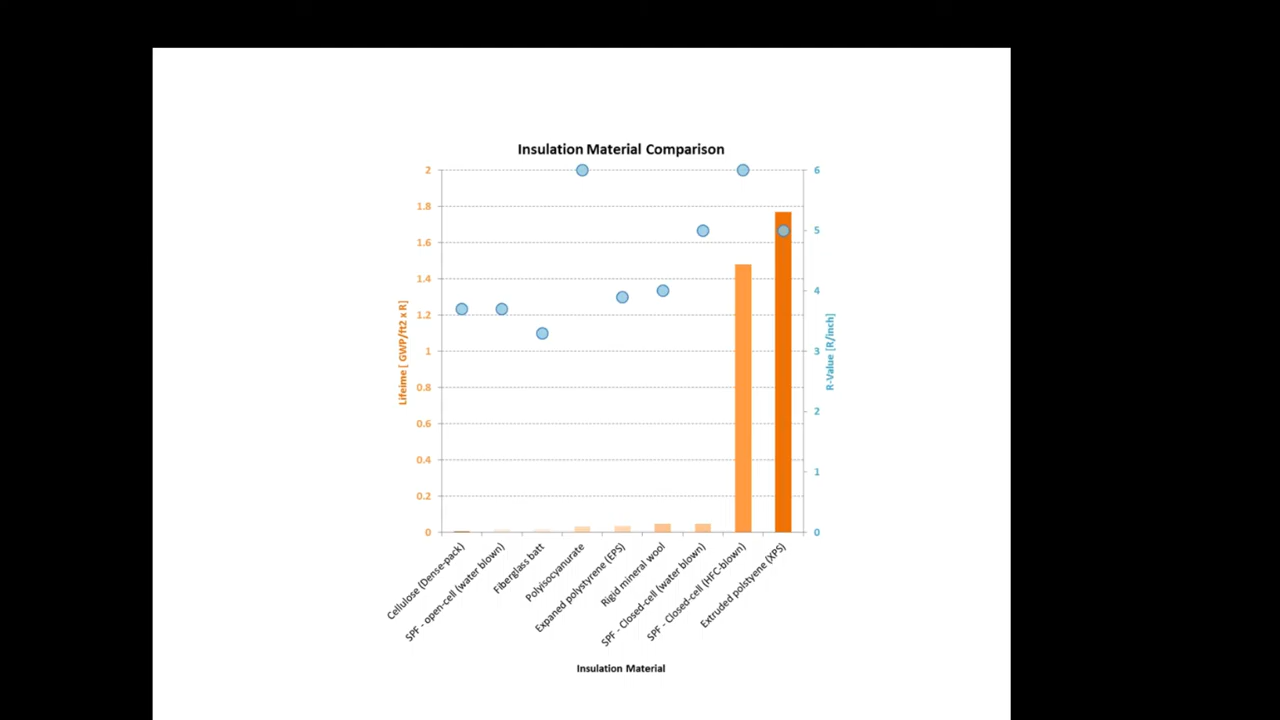 Insulation Material Comparison
2
1.8
1.6
1.4
1.2
1
0.8
0.6
0.4
0.2
0
Lifeime [ GWP/ft2 x R]
6
5
4
3
2
1
0
R-Value [R/inch]
Cellulose (Dense-pack)
SPF - open-cell (water blown)
Fiberglass batt
Polyisocyanurate
Expaned polystyrene (EPS)
Rigid mineral wool
SPF - Closed-cell (water blown)
SPF - Closed-cell (HFC-blown)
Extruded polstyene (XPS)
Insulation Material